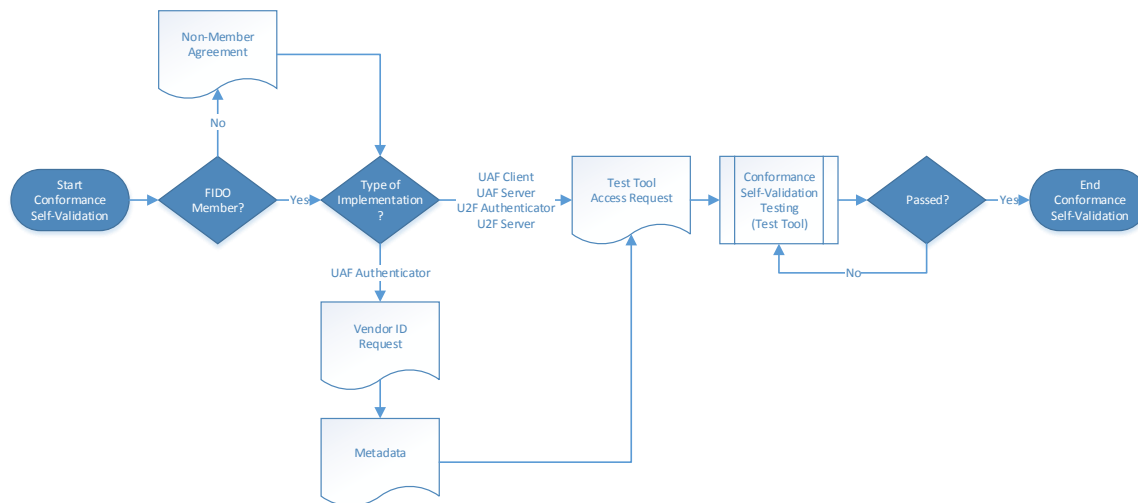 Non-Member
Agreement
No
Start
Conformance
Self-Validation
FIDO
Member?
Yes
Type of
Implementation
?
UAF Client
UAF Server
U2F Authenticator
U2F Server
Test Tool
Access Request
Conformance
Self-Validation
Testing
(Test Tool)
Passed?
Yes
End
Conformance
Self-Validation
No
UAF Authenticator
Vendor ID
Request
Metadata